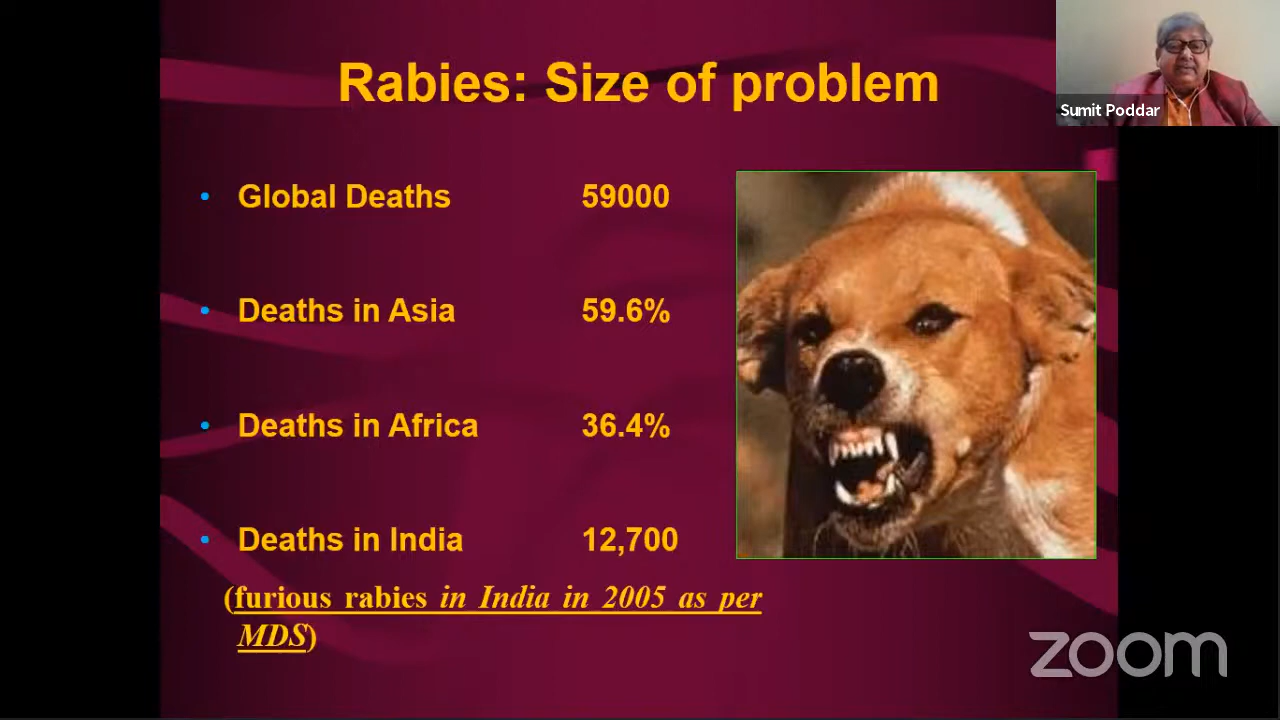 Rabies: Size of problem
Sumit Poddar
• Global Deaths 59000
• Deaths in Asia 59.6%
• Deaths in Africa 36.4%
• Deaths in India 12,700
(furious rabies in India in 2005 as per
MDS)
zoom